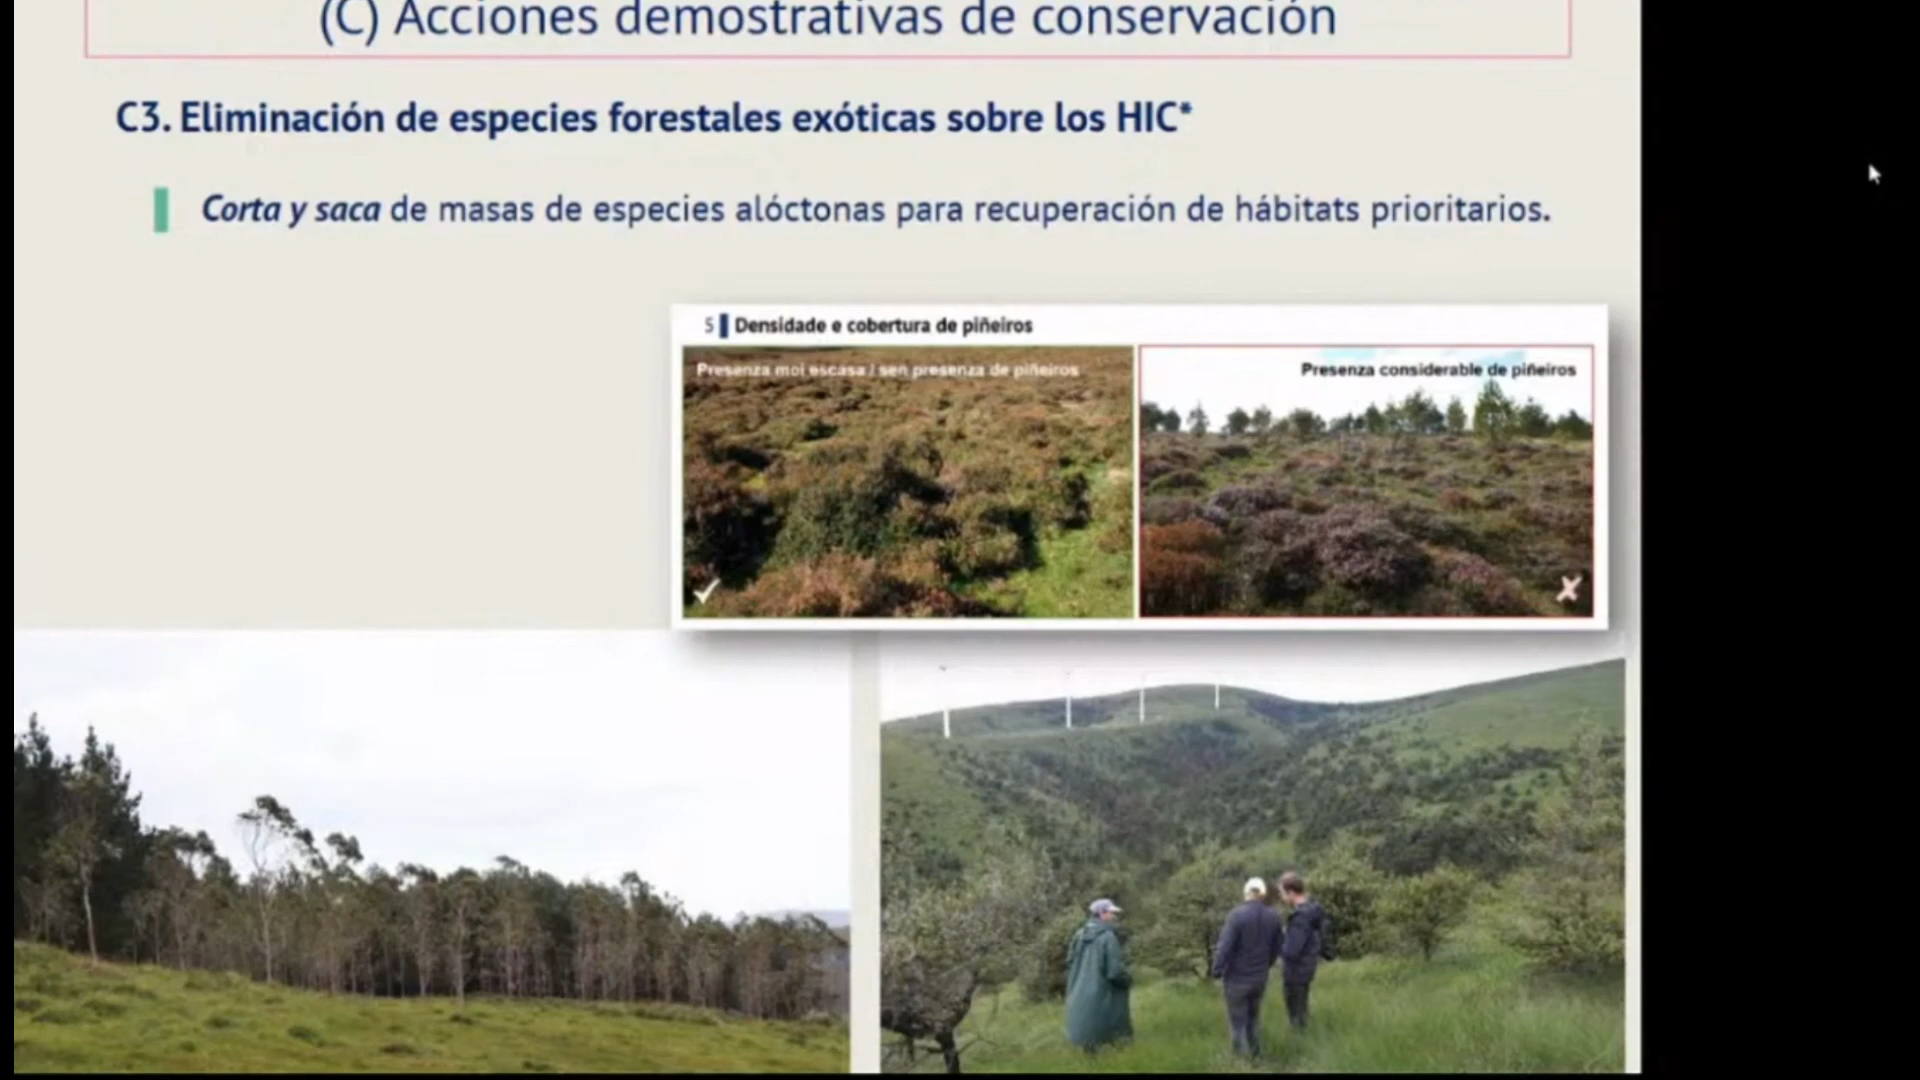 (C) Acciones demostrativas de conservación
C3. Eliminación de especies forestales exóticas sobre los HIC*
Corta y saca de masas de especies alóctonas para recuperación de hábitats prioritarios.
5 Densidade e cobertura de piñeiros
Presenza moi escasa / sen presenza de piñeiros
Presenza considerable de piñeiros